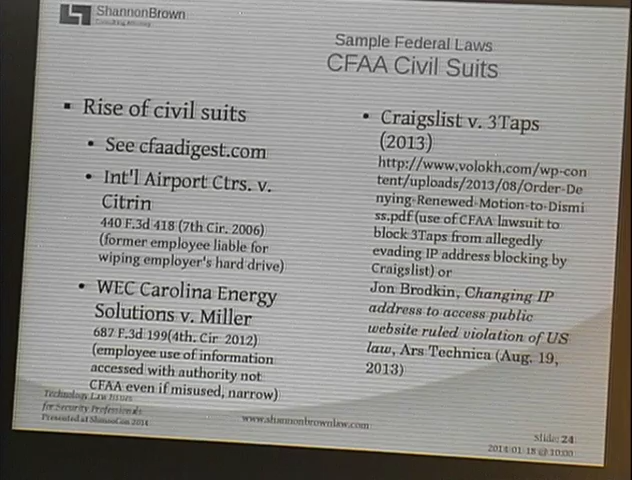 ShannonBrown
Consulting Attorney
Sample Federal Laws
CFAA Civil Suits
▪ Rise of civil suits
• See cfaadigest.com
• Int'l Airport Ctrs. v.
Citrin
440 F.3d 418 (7th Cir. 2006)
(former employee liable for
wiping employer's hard drive)
• WEC Carolina Energy
Solutions v. Miller
687 F.3d 199(4th. Cir 2012)
(employee use of information
accessed with authority not
CFAA even if misused, narrow)
• Craigslist v. 3Taps
(2013)
http://www.volokh.com/wp-con
tent/uploads/2013/08/Order-De
nying-Renewed-Motion-to-Dismi
ss.pdf (use of CFAA lawsuit to
block 3Taps from allegedly
evading IP address blocking by
Craigslist) or
Jon Brodkin, Changing IP
address to access public
website ruled violation of US
law, Ars Technica (Aug. 19,
2013)
Technology Law Issues
for Security Professionals
Presented at ShmooCon 2014
www.shannonbrownlaw.com
Slide: 24
2014-01-18 @ 10:00